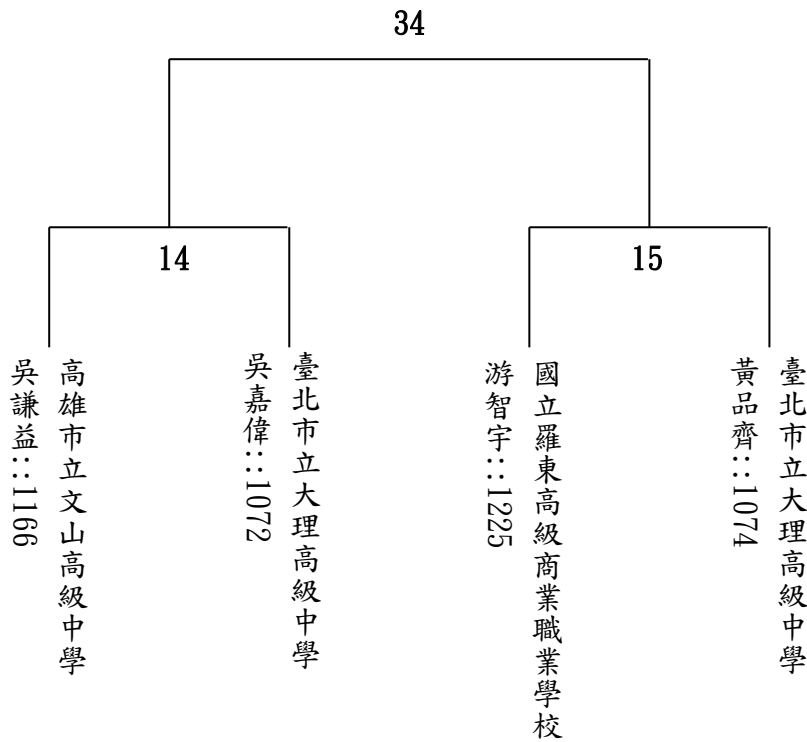 34
14
15
高雄市立文山高級中學
吳謙益::1166
臺北市立大理高級中學
吳嘉偉::1072
國立羅東高級商業職業學校
游智宇::1225
臺北市立大理高級中學
黃品齊::1074